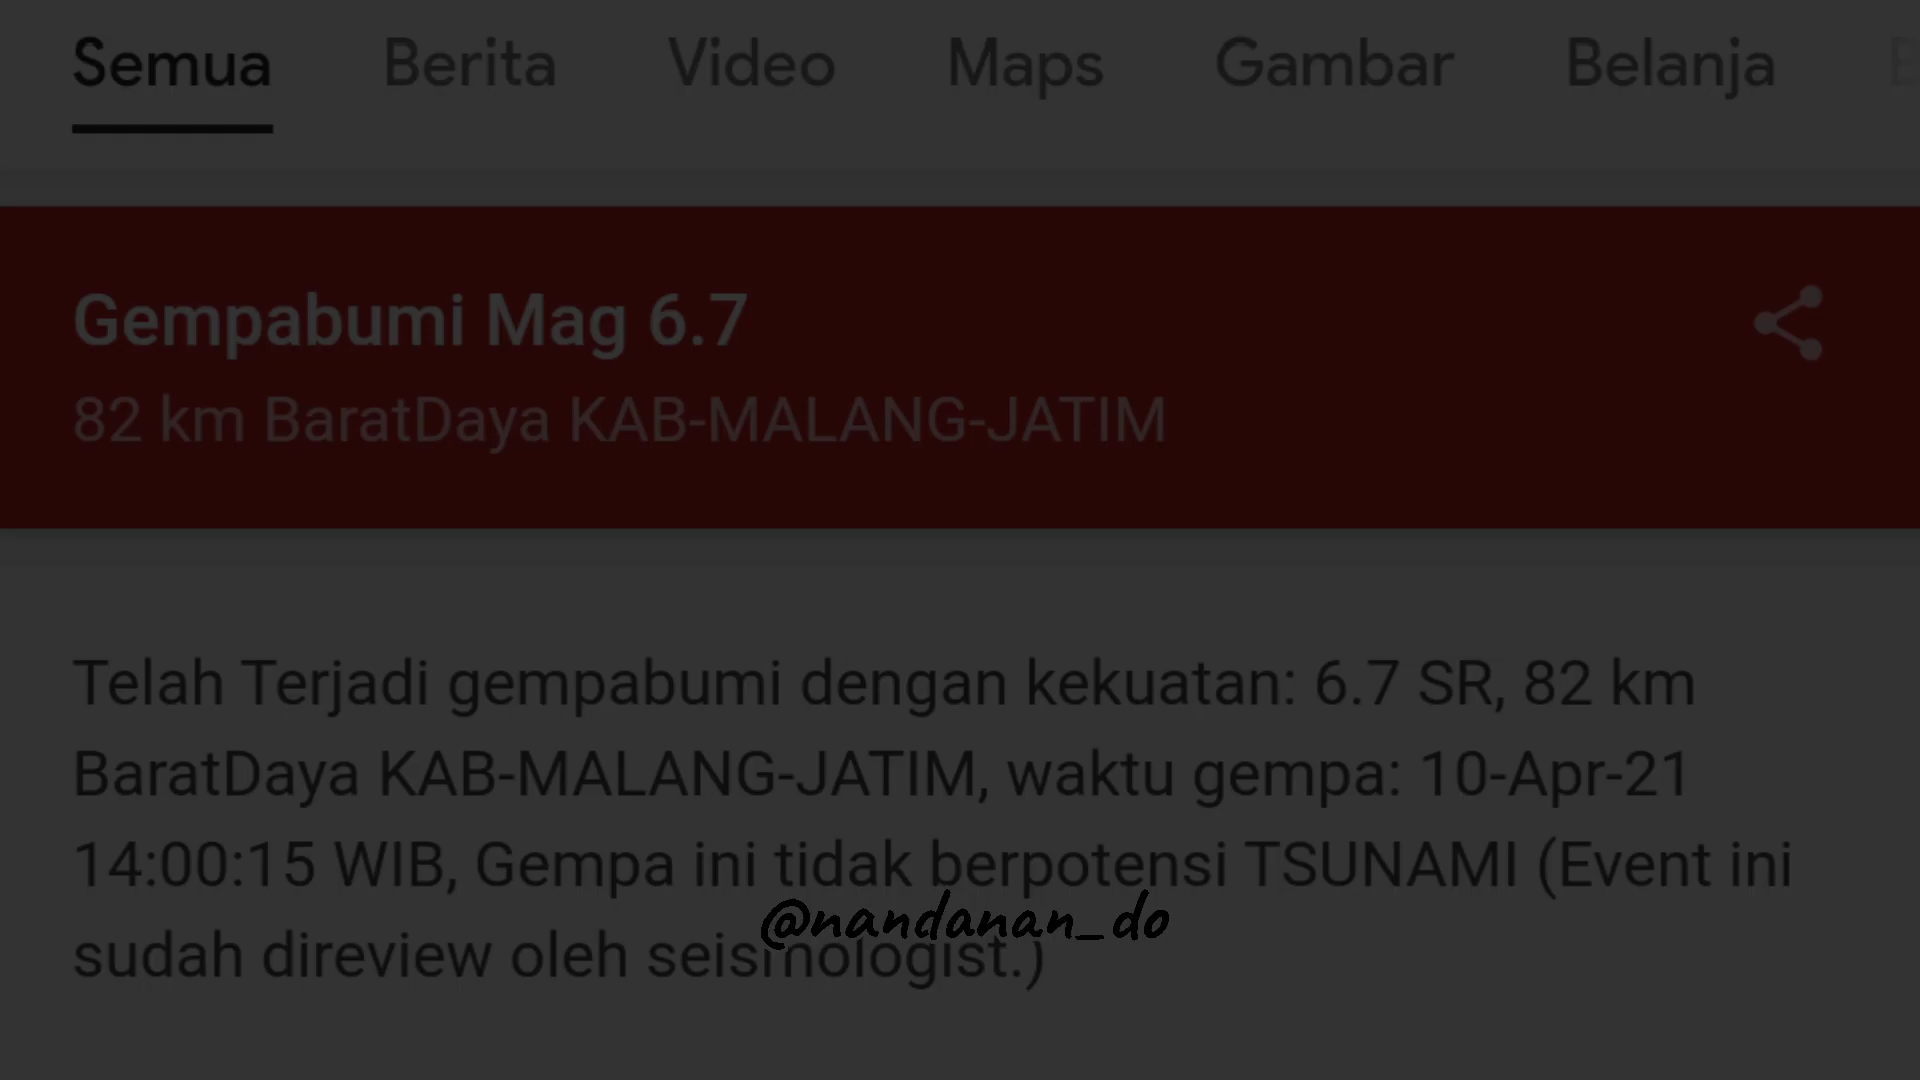 Semua Berita Video Maps Gambar Belanja
Gempabumi Mag 6.7
82 km BaratDaya KAB-MALANG-JATIM
Telah Terjadi gempabumi dengan kekuatan: 6.7 SR, 82 km
BaratDaya KAB-MALANG-JATIM, waktu gempa: 10-Apr-21
14:00:15 WIB, Gempa ini tidak berpotensi TSUNAMI (Event ini
sudah direview oleh seismologist.)
@nandanan_do